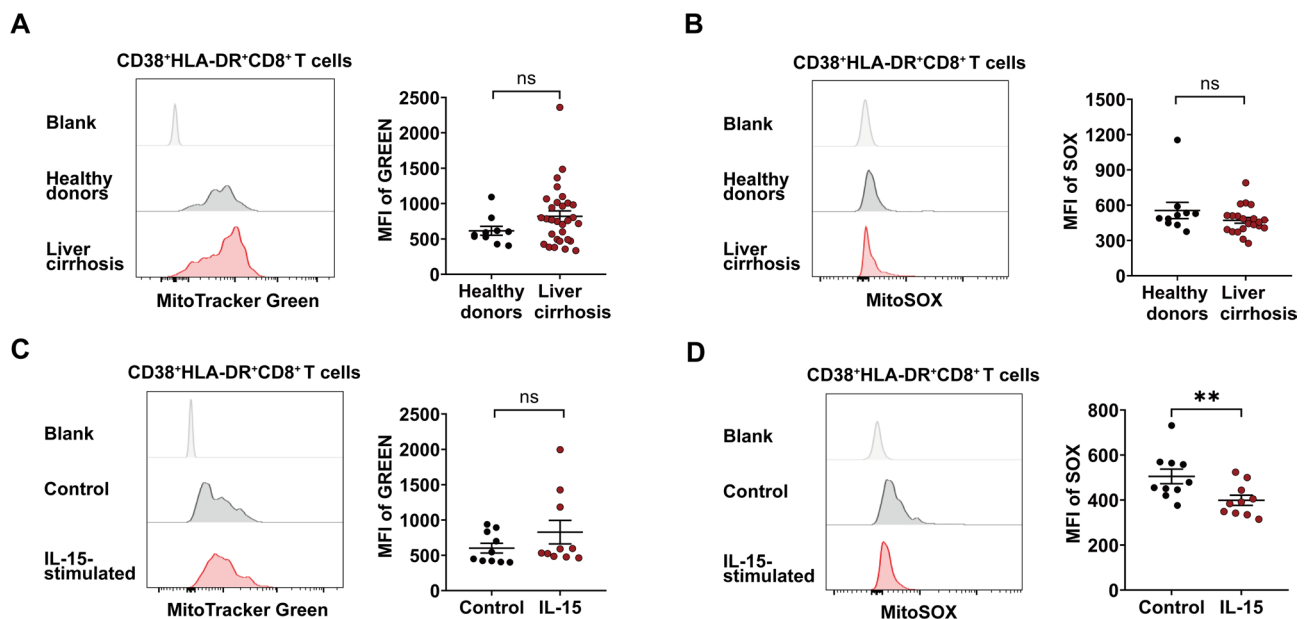 A
CD38⁺HLA-DR⁺CD8⁺ T cells
Blank
Healthy
donors
Liver
cirrhosis
MitoTracker Green
ns
MFI of GREEN
2500
2000
1500
1000
500
0
Healthy
donors
Liver
cirrhosis
B
CD38⁺HLA-DR⁺CD8⁺ T cells
Blank
Healthy
donors
Liver
cirrhosis
MitoSOX
ns
MFI of SOX
1500
1200
900
600
300
0
Healthy
donors
Liver
cirrhosis
C
CD38⁺HLA-DR⁺CD8⁺ T cells
Blank
Control
IL-15-
stimulated
MitoTracker Green
ns
MFI of GREEN
2500
2000
1500
1000
500
0
Control
IL-15
D
CD38⁺HLA-DR⁺CD8⁺ T cells
Blank
Control
IL-15-
stimulated
MitoSOX
**
MFI of SOX
800
600
400
200
0
Control
IL-15